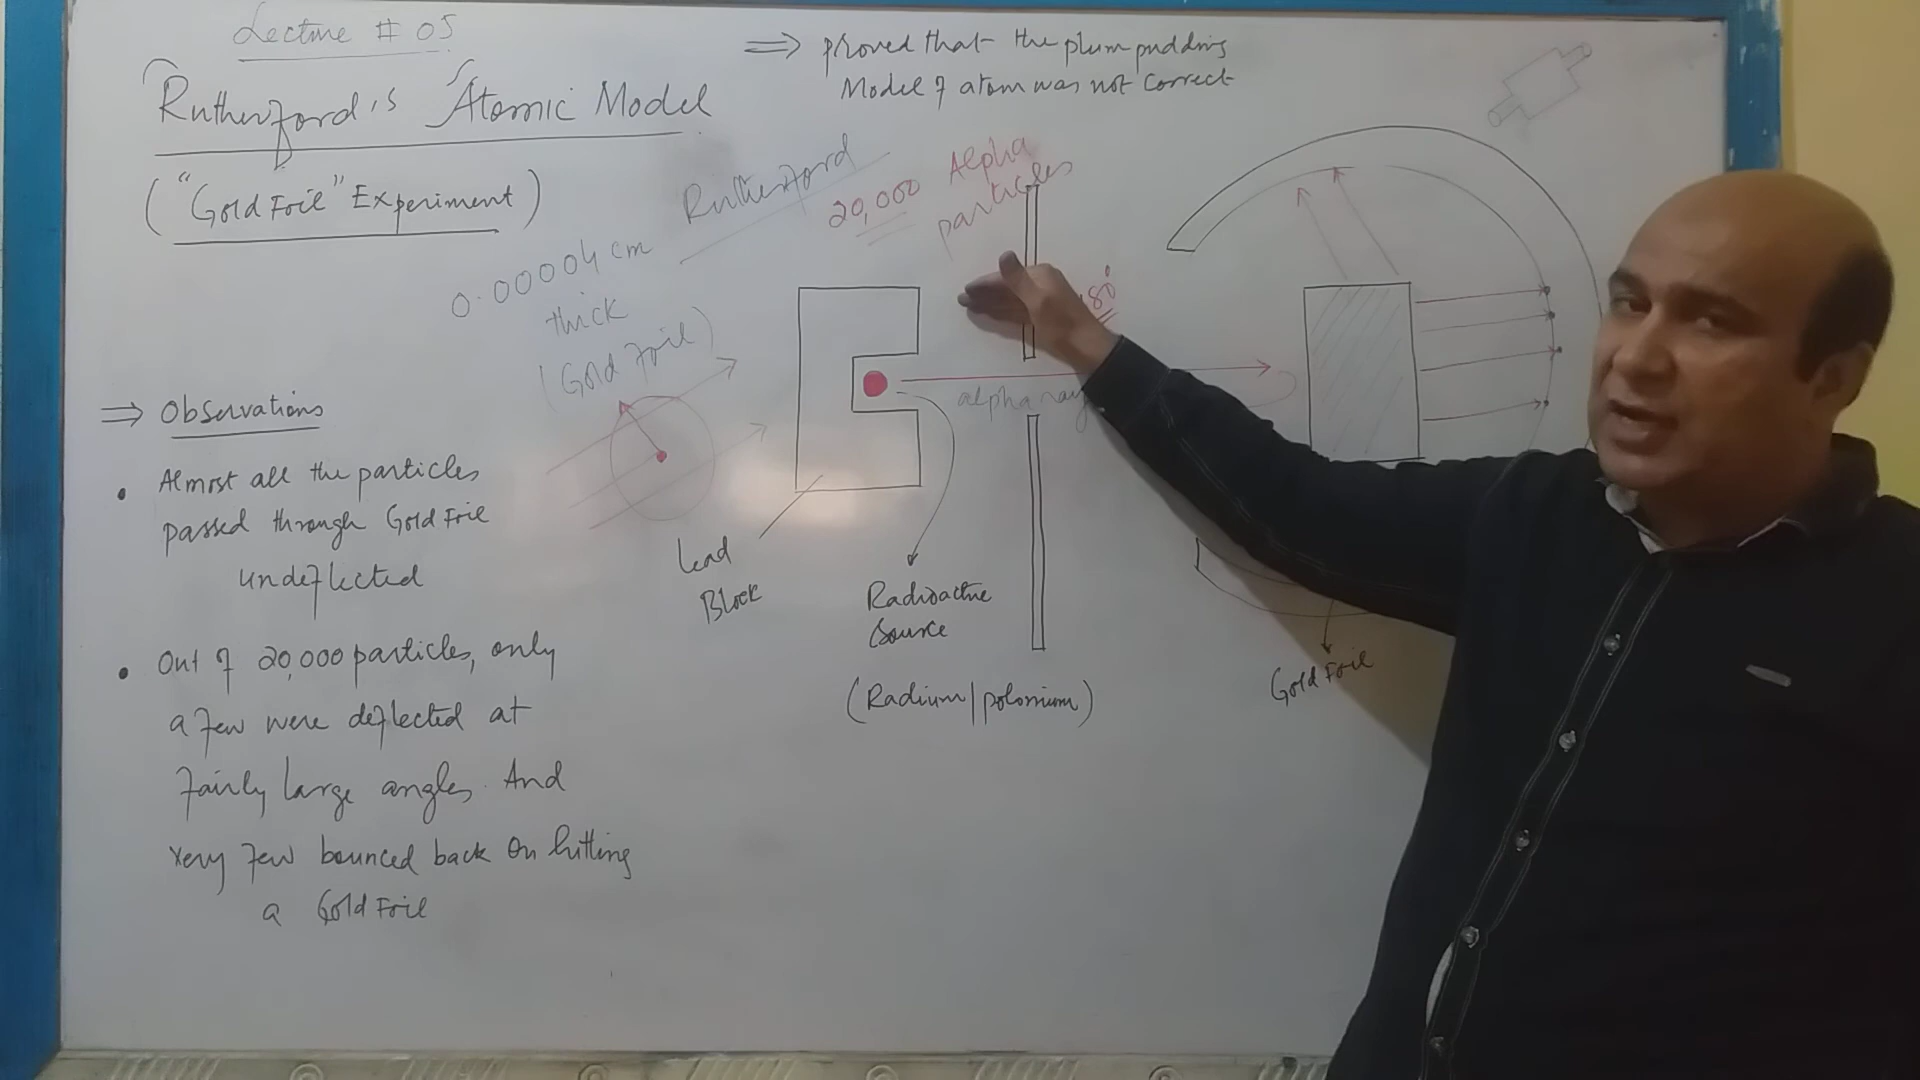 Lecture # 05
Rutherford's Atomic Model
("Gold Foil" Experiment)
⇒ proved that the plum pudding
Model of atom was not correct
Rutherford
20,000 Alpha
particles
0.00004 cm
thick
(Gold Foil)
180°
alpha ray
Lead
Block
Radioactive
Source
(Radium/polonium)
Gold Foil
⇒ Observations
• Almost all the particles
passed through Gold Foil
undeflected
• Out of 20,000 particles, only
a few were deflected at
fairly large angles. And
very few bounced back on hitting
a Gold Foil